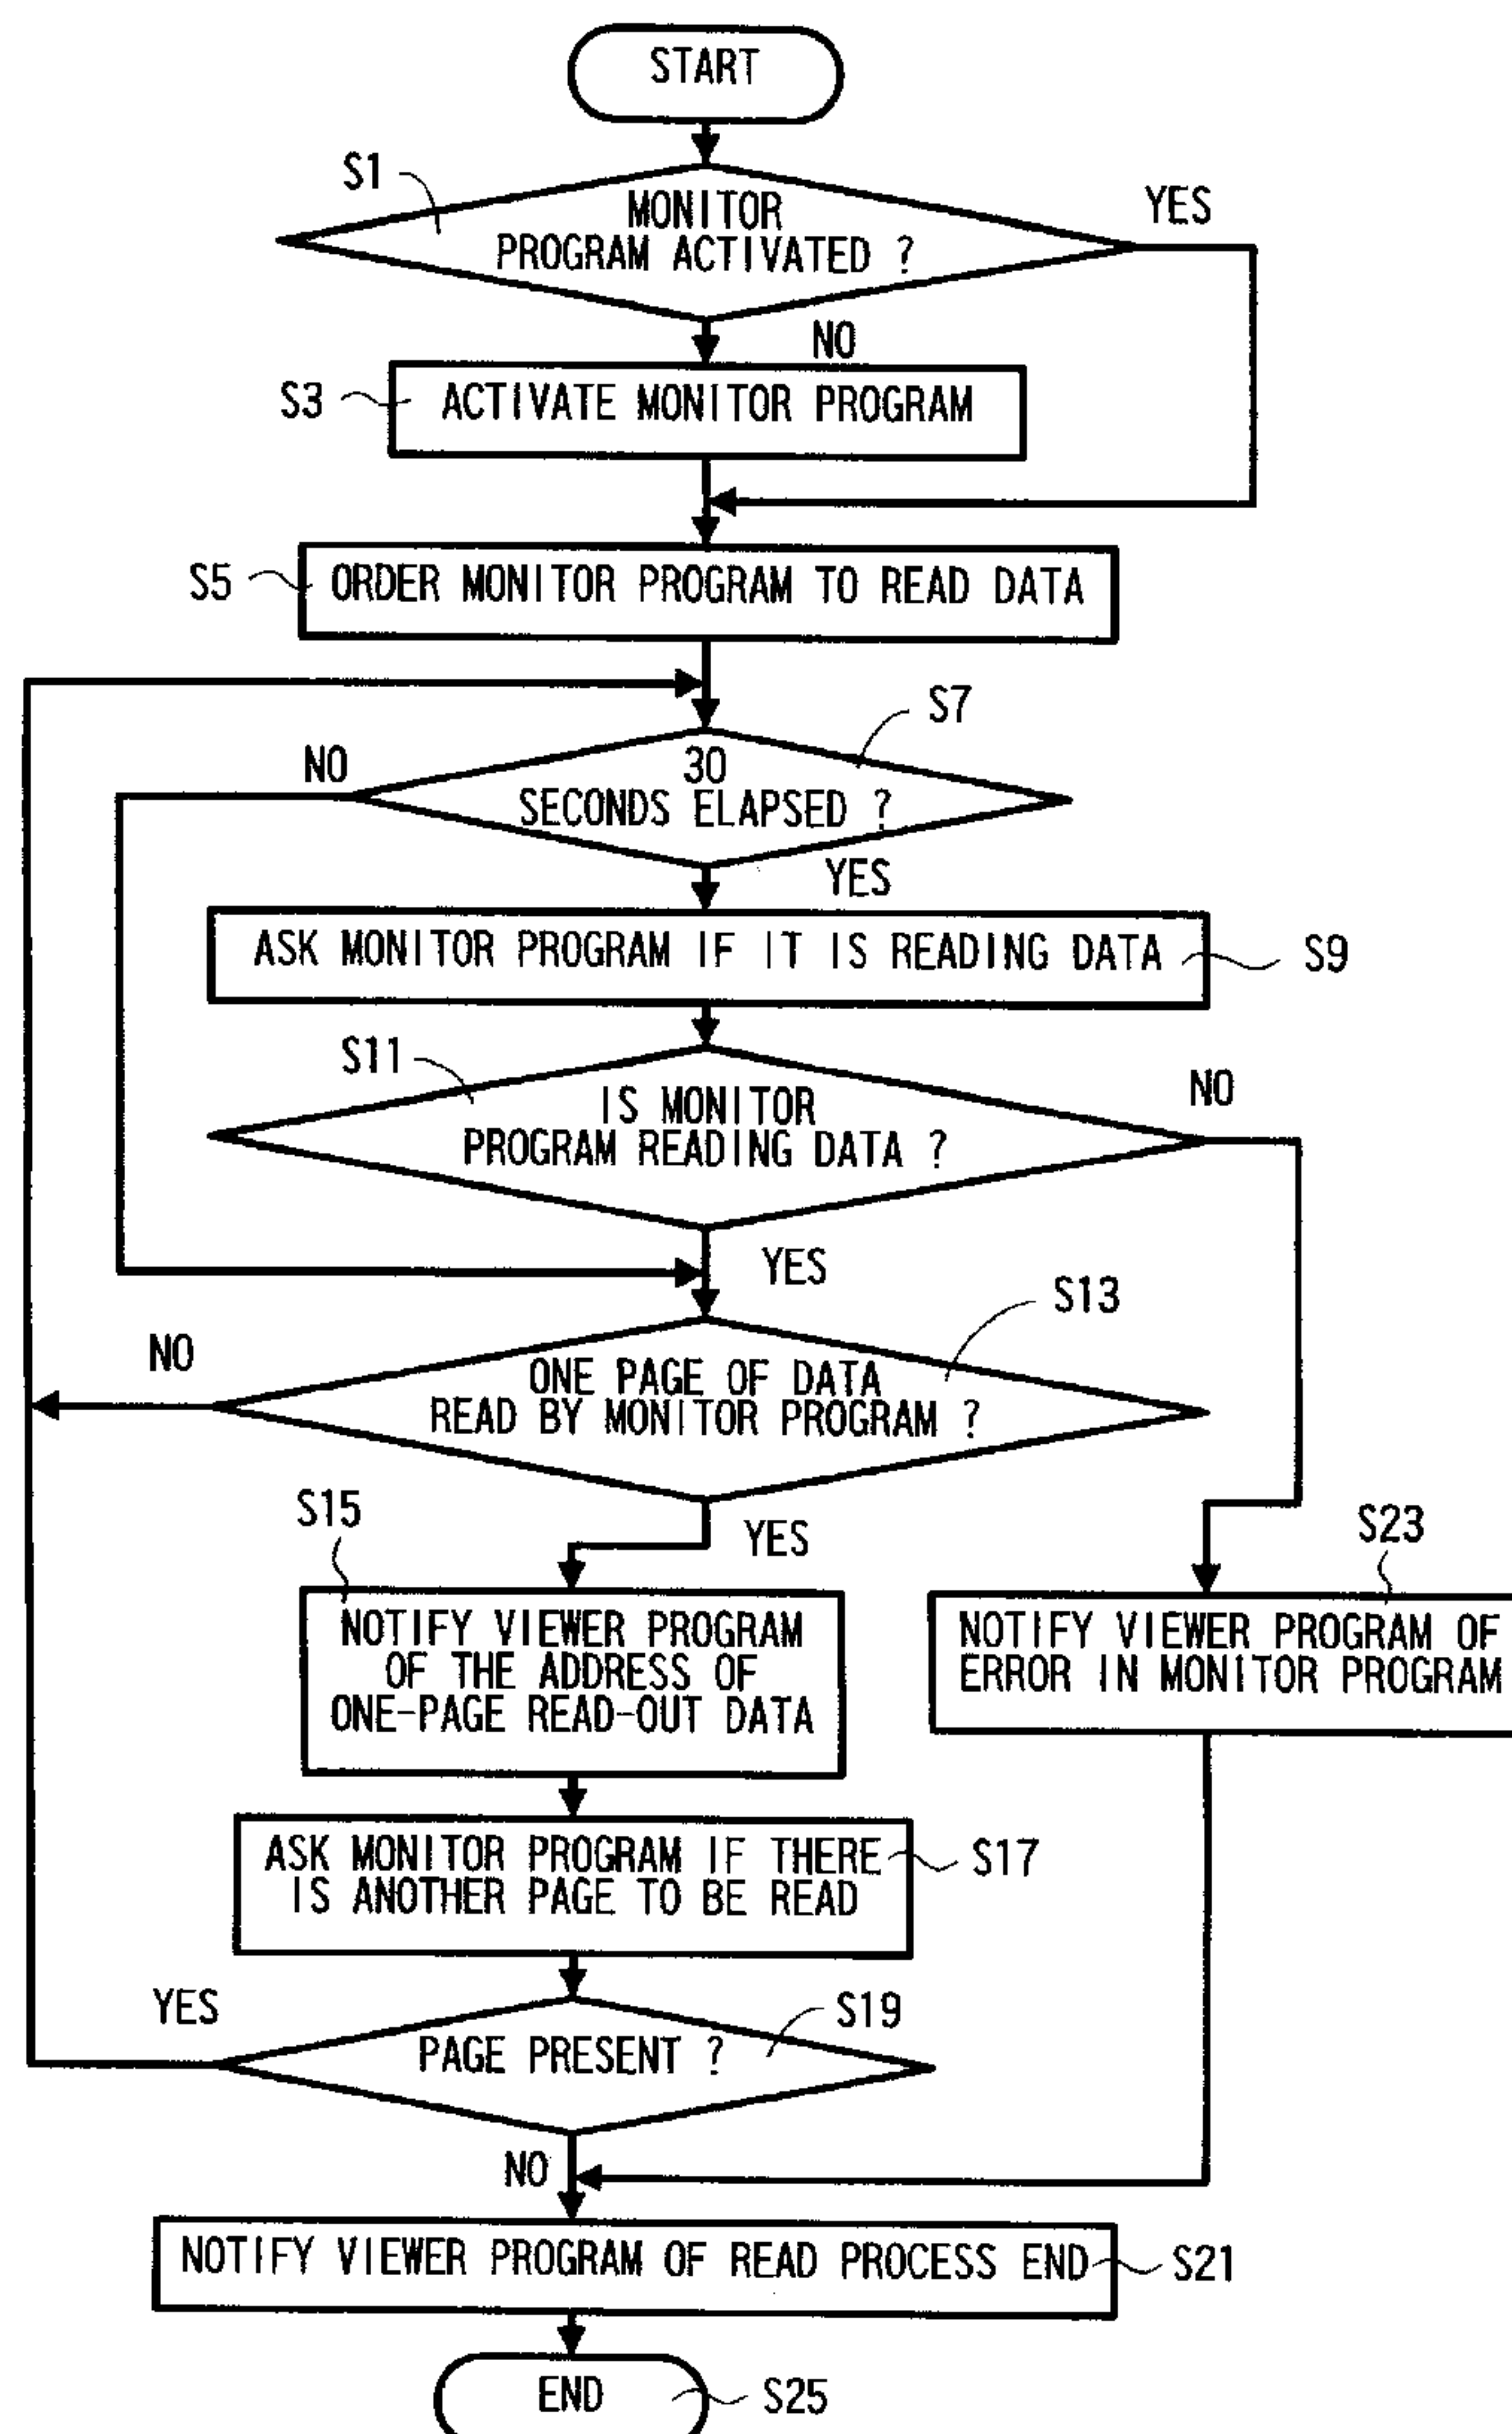 START
S1
MONITOR
PROGRAM ACTIVATED ?
YES
NO
S3
ACTIVATE MONITOR PROGRAM
S5
ORDER MONITOR PROGRAM TO READ DATA
S7
NO
30
SECONDS ELAPSED ?
YES
ASK MONITOR PROGRAM IF IT IS READING DATA
S9
S11
IS MONITOR
PROGRAM READING DATA ?
NO
YES
S13
NO
ONE PAGE OF DATA
READ BY MONITOR PROGRAM ?
YES
S15
NOTIFY VIEWER PROGRAM
OF THE ADDRESS OF
ONE-PAGE READ-OUT DATA
S23
NOTIFY VIEWER PROGRAM OF
ERROR IN MONITOR PROGRAM
ASK MONITOR PROGRAM IF THERE
IS ANOTHER PAGE TO BE READ
S17
YES
S19
PAGE PRESENT ?
NO
NOTIFY VIEWER PROGRAM OF READ PROCESS END
S21
END
S25